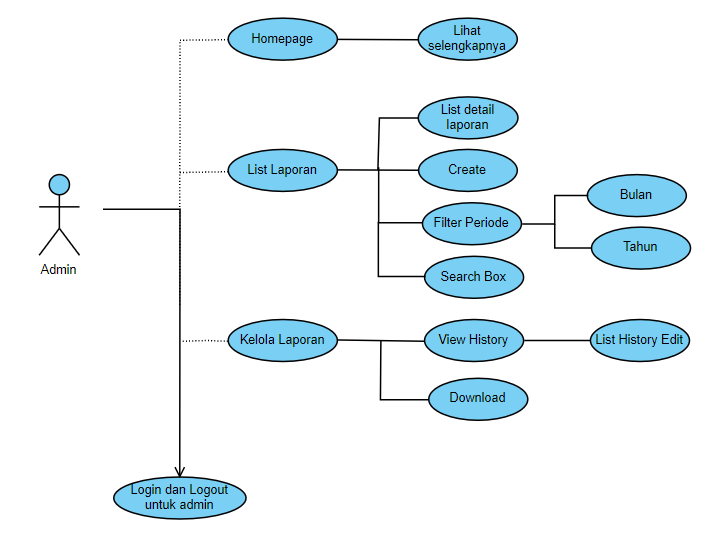 Homepage
Lihat
selengkapnya
List detail
laporan
List Laporan
Create
Bulan
Filter Periode
Tahun
Admin
Search Box
Kelola Laporan
View History
List History Edit
Download
Login dan Logout
untuk admin